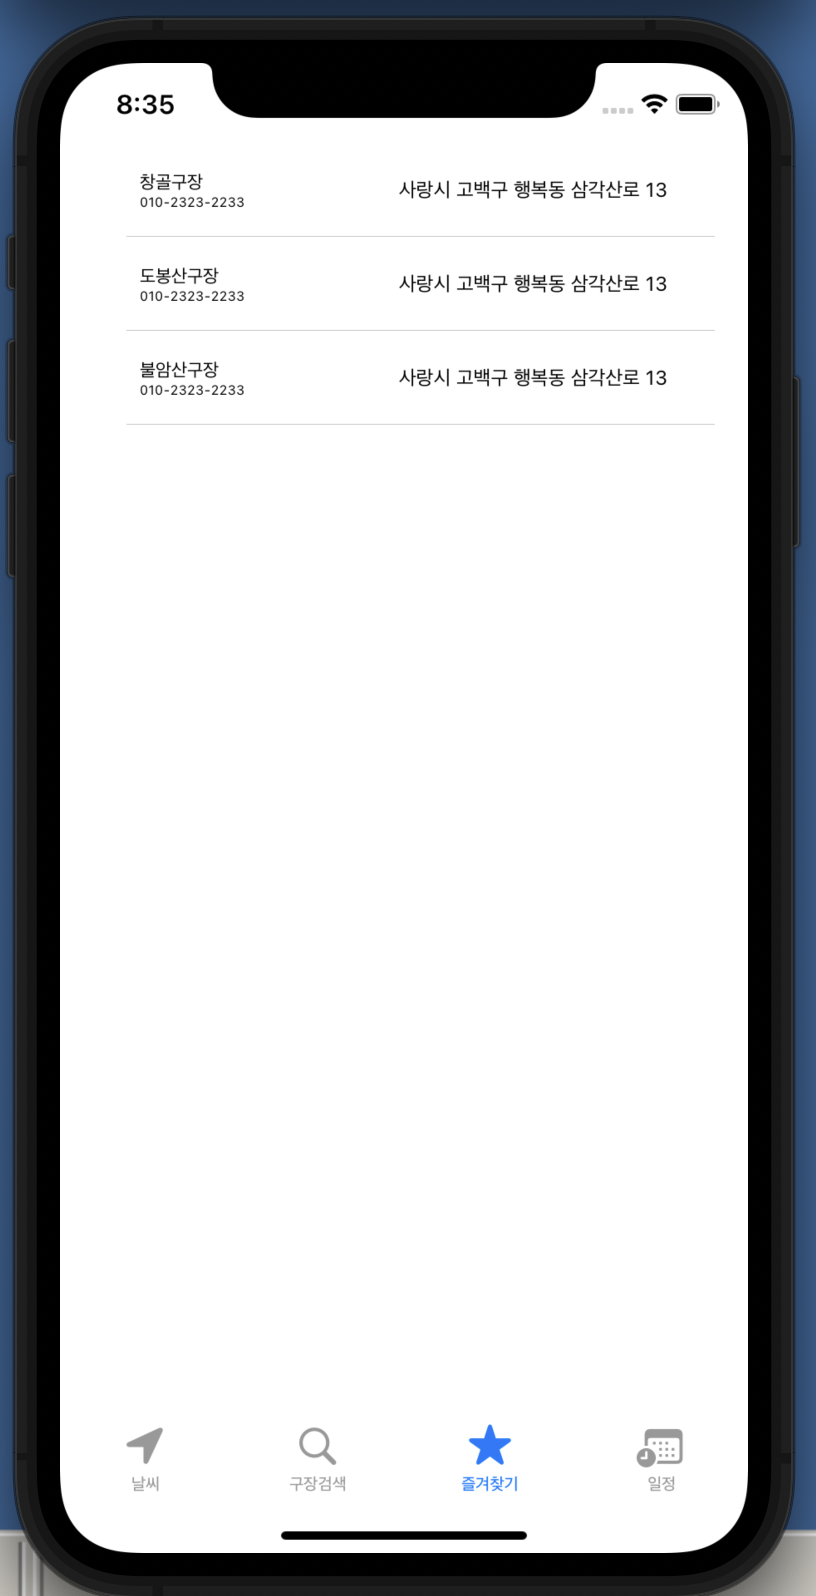 8:35
창골구장
010-2323-2233
사랑시 고백구 행복동 삼각산로 13
도봉산구장
010-2323-2233
사랑시 고백구 행복동 삼각산로 13
불암산구장
010-2323-2233
사랑시 고백구 행복동 삼각산로 13
날씨
구장검색
즐겨찾기
일정